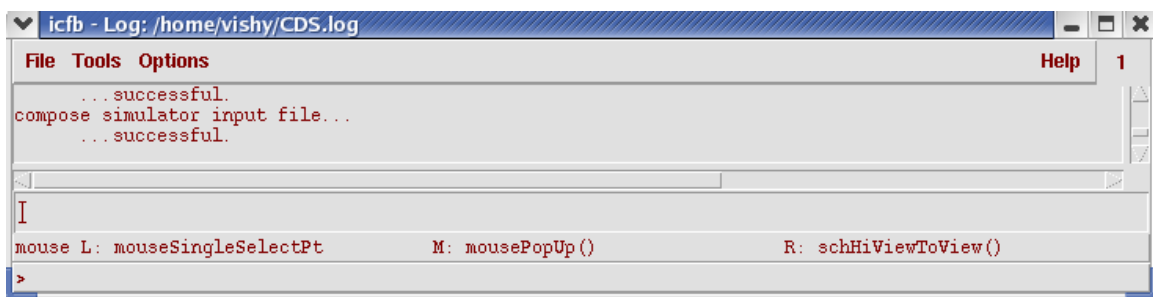 icfb - Log: /home/vishy/CDS.log
File Tools Options Help 1
...successful.
compose simulator input file...
...successful.
mouse L: mouseSingleSelectPt M: mousePopUp() R: schHiViewToView()
>